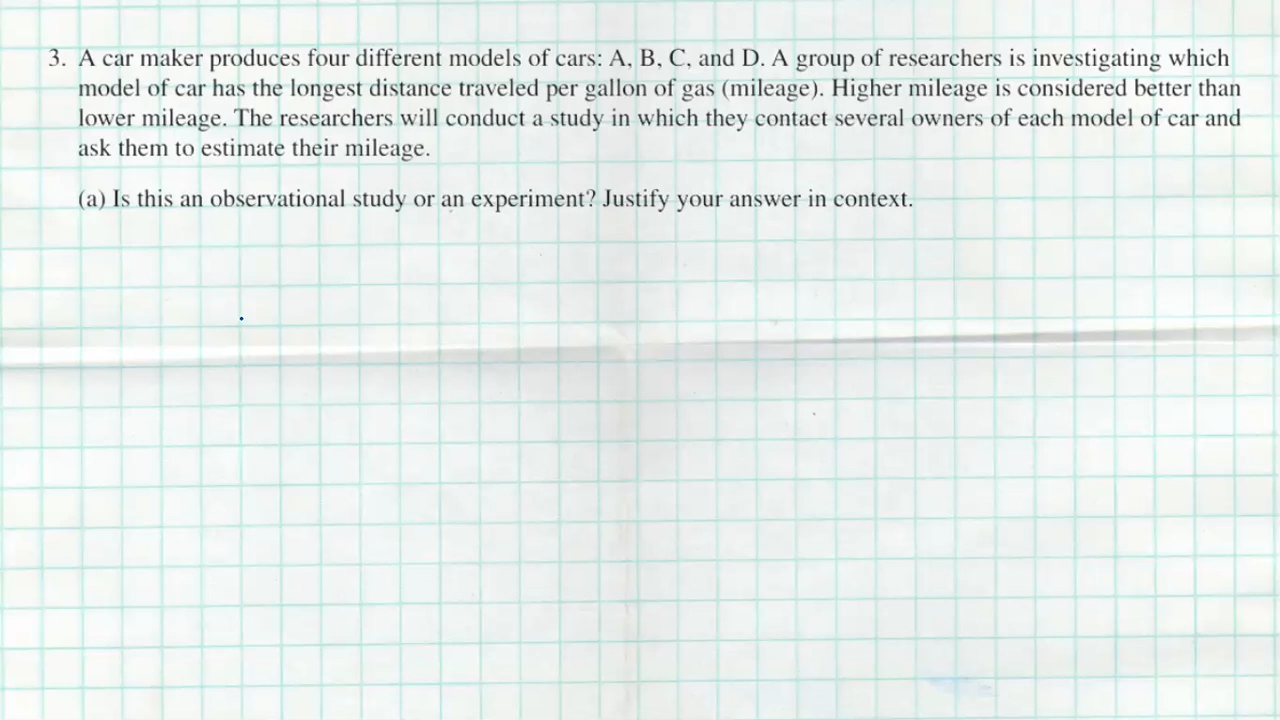 3. A car maker produces four different models of cars: A, B, C, and D. A group of researchers is investigating which
model of car has the longest distance traveled per gallon of gas (mileage). Higher mileage is considered better than
lower mileage. The researchers will conduct a study in which they contact several owners of each model of car and
ask them to estimate their mileage.
(a) Is this an observational study or an experiment? Justify your answer in context.